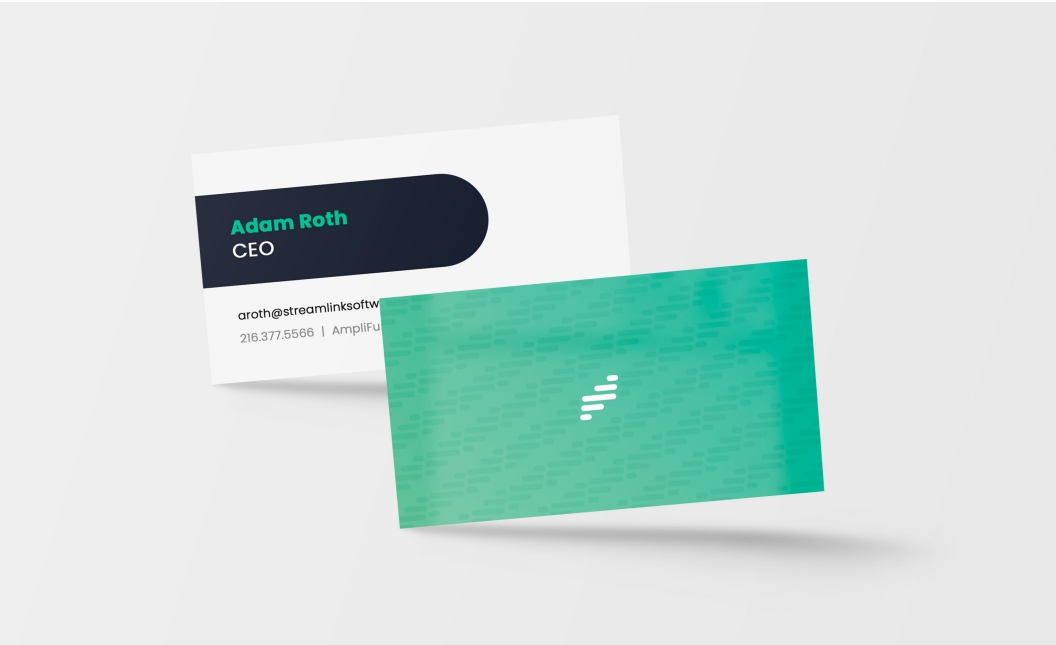 Adam Roth
CEO
aroth@streamlinksoftw
216.377.5566 | AmpliFu